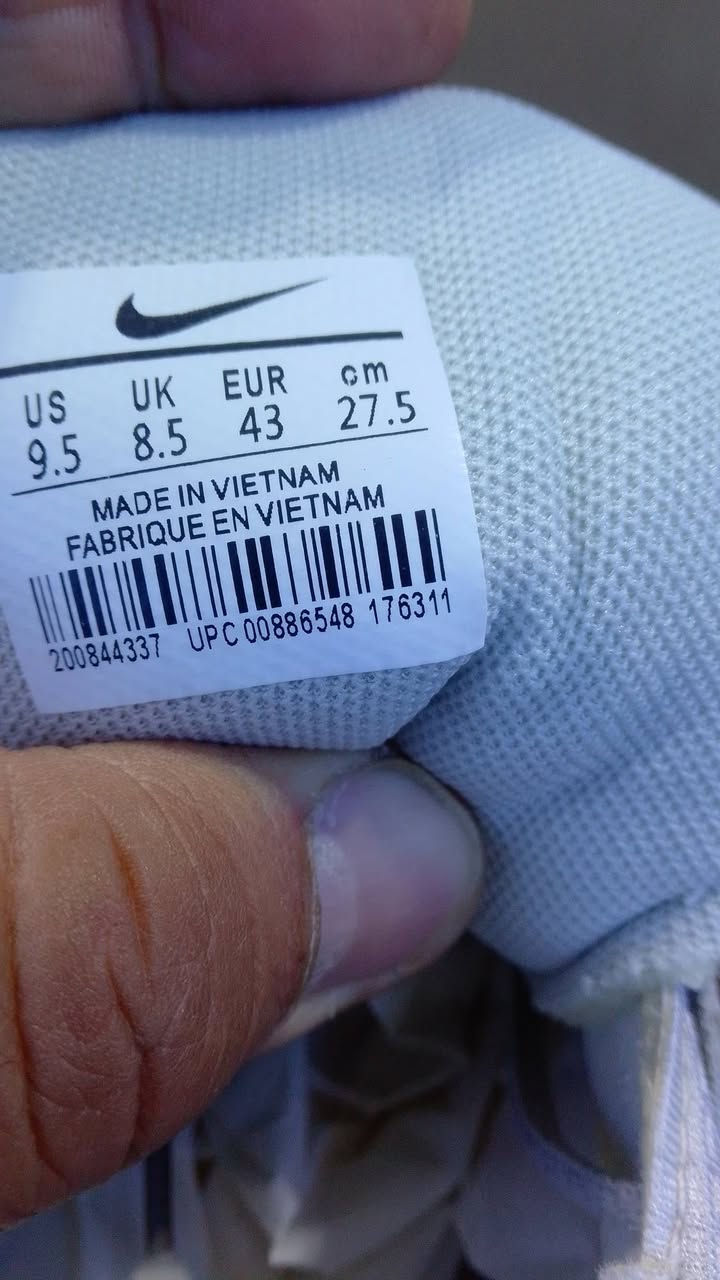 US UK EUR cm
9.5 8.5 43 27.5
MADE IN VIETNAM
FABRIQUE EN VIETNAM
200844337 UPC 00886548 176311